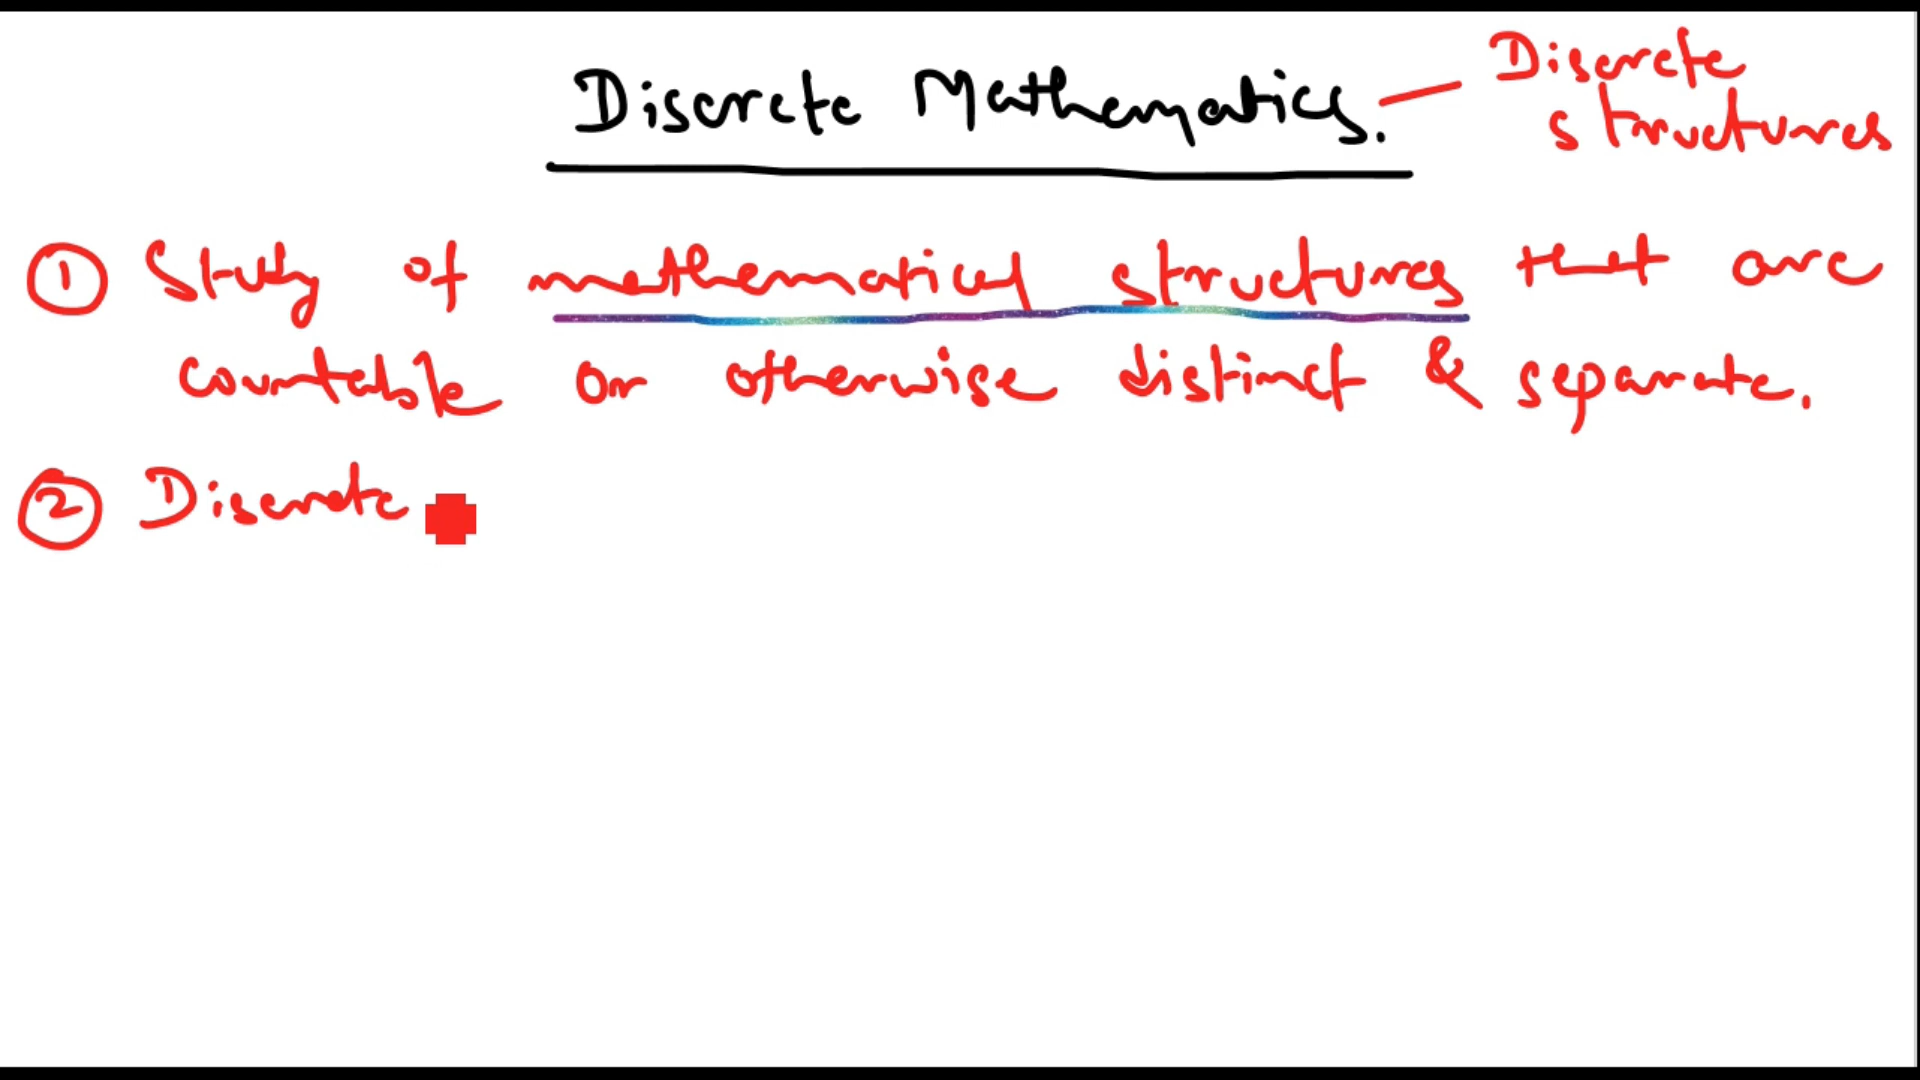 Discrete Mathematics. — Discrete
structures
① Study of mathematical structures that are
countable or otherwise distinct & separate.
② Discrete